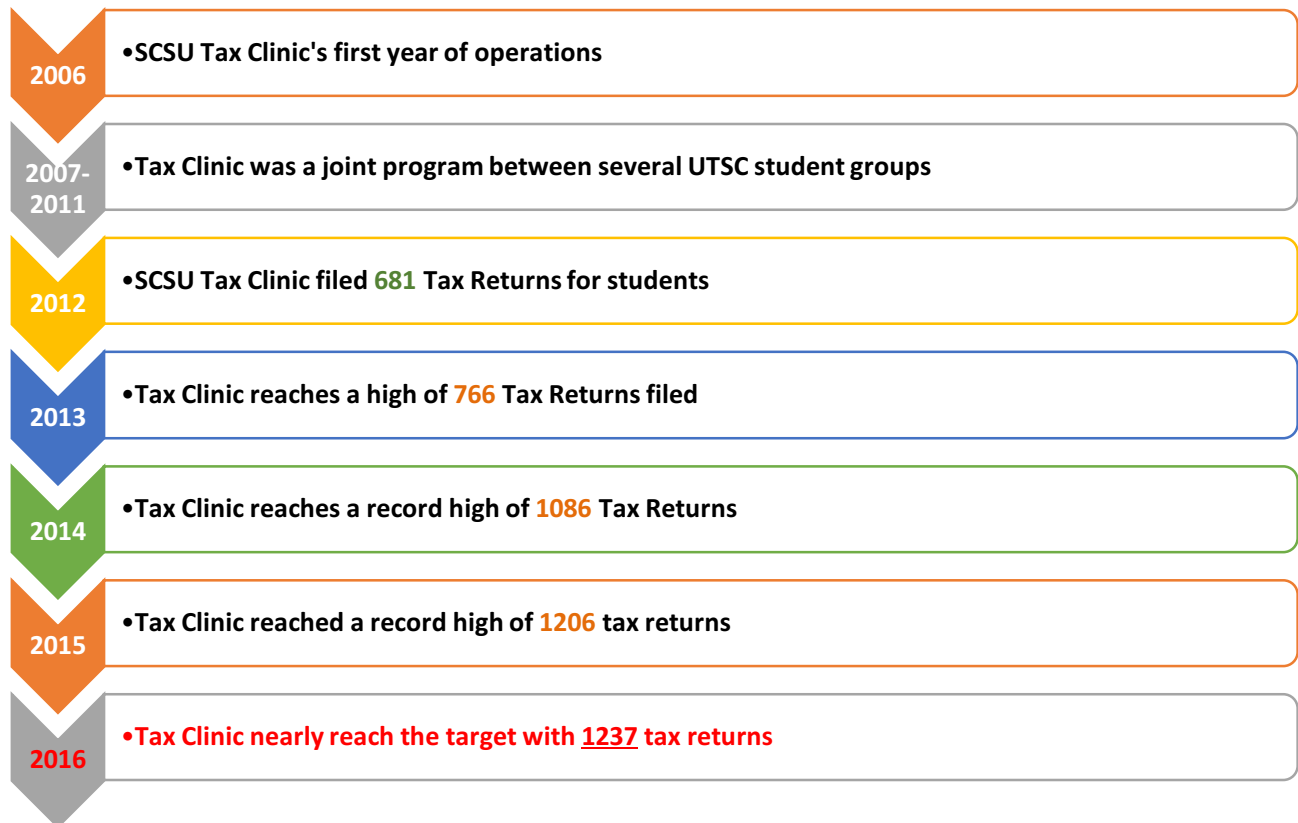 2006
•SCSU Tax Clinic's first year of operations
2007-
2011
•Tax Clinic was a joint program between several UTSC student groups
2012
•SCSU Tax Clinic filed 681 Tax Returns for students
2013
•Tax Clinic reaches a high of 766 Tax Returns filed
2014
•Tax Clinic reaches a record high of 1086 Tax Returns
2015
•Tax Clinic reached a record high of 1206 tax returns
2016
•Tax Clinic nearly reach the target with 1237 tax returns